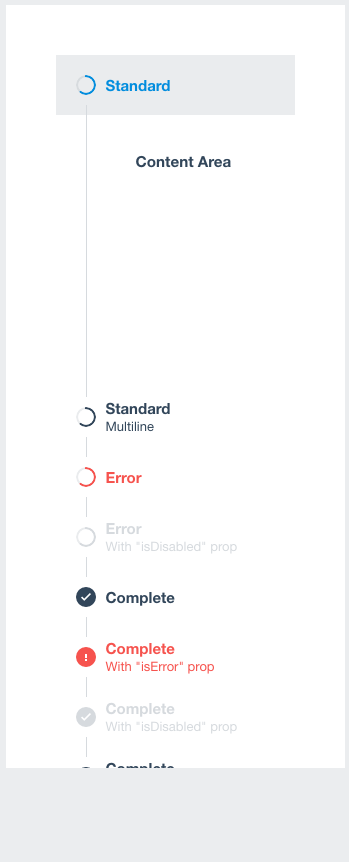 Standard
Content Area
Standard
Multiline
Error
Error
With "isDisabled" prop
Complete
Complete
With "isError" prop
Complete
With "isDisabled" prop
Complete